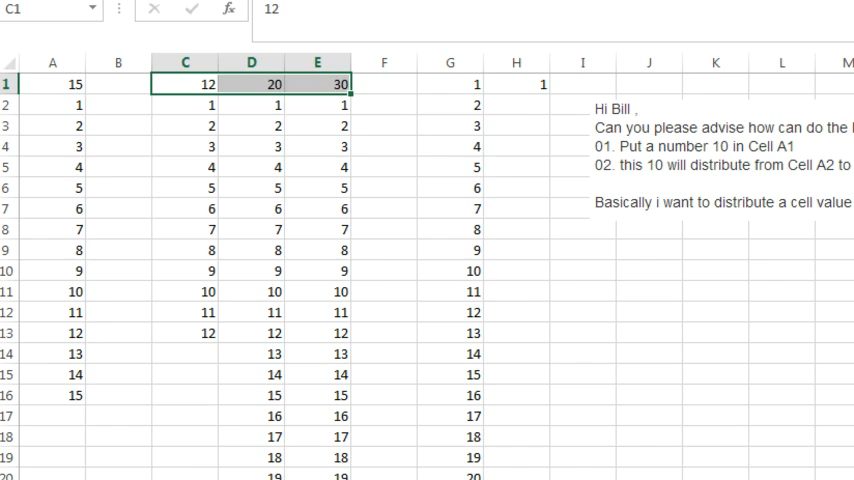 C1 fx 12
A B C D E F G H I J K L M
1 15 12 20 30 1 1
2 1 1 1 1 2
3 2 2 2 2 3
4 3 3 3 3 4
5 4 4 4 4 5
6 5 5 5 5 6
7 6 6 6 6 7
8 7 7 7 7 8
9 8 8 8 8 9
10 9 9 9 9 10
11 10 10 10 10 11
12 11 11 11 11 12
13 12 12 12 12 13
14 13 13 13 14
15 14 14 14 15
16 15 15 15 16
17 16 16 17
18 17 17 18
19 18 18 19
20 19 19 20
Hi Bill ,
Can you please advise how can do the
01. Put a number 10 in Cell A1
02. this 10 will distribute from Cell A2 to
Basically i want to distribute a cell value